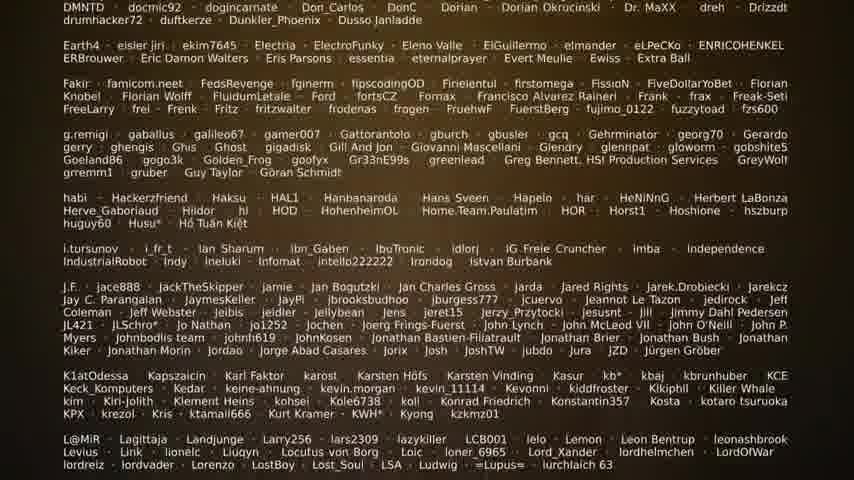 DMNTD · docmic92 · dogincarnate · Don_Carlos · DonC · Dorian · Dorian Okrucinski · Dr. MaXX · dreh · Drizzdt
drumhacker72 · duftkerze · Dunkler_Phoenix · Dusso Janladde
Earth4 · eisler jiri · ekim7645 · Electria · ElectroFunky · Eleno Valle · ElGuillermo · elmander · eLPeCKo · ENRICOHENKEL
ERBrouwer · Eric Damon Walters · Eris Parsons · essentia · eternalprayer · Evert Meulie · Ewiss · Extra Ball
Fakir · famicom.neet · FedsRevenge · fginerm · fipscodingOD · Firielentul · firstomega · FissioN · FiveDollarYoBet · Florian
Knobel · Florian Wolff · FluidumLetale · Ford · fortsCZ · Fornax · Francisco Alvarez Raineri · Frank · frax · Freak-Seti
FreeLarry · frei · Frenk · Fritz · fritzwalter · frodenas · frogen · FruehwF · FuerstBerg · fujimo_0122 · fuzzytoad · fzs600
g.remigi · gaballus · galileo67 · gamer007 · Gattorantolo · gburch · gbusler · gcq · Gehrminator · georg70 · Gerardo
gerry · ghengis · Ghis · Ghost · gigadisk · Gill And Jon · Giovanni Mascellani · Glendry · glennpat · gloworm · gobshite5
Goeland86 · gogo3k · Golden_Frog · goofyx · Gr33nE99s · greenlead · Greg Bennett, HSI Production Services · GreyWolf
grremm1 · gruber · Guy Taylor · Göran Schmidt
habi · Hackerzfriend · Haksu · HAL1 · Hanbanaroda · Hans Sveen · Hapelo · har · HeNiNnG · Herbert LaBonza
Herve_Gaboriaud · Hiidor · hl · HOD · HohenheimOL · Home.Team.Paulatim · HOR · Horst1 · Hoshione · hszburp
huguy60 · Husu* · Hồ Tuấn Kiệt
i.tursunov · i_fr_t · Ian Sharum · Ibn_Gaben · IbuTronic · idlorj · IG Freie Cruncher · imba · Independence
IndustrialRobot · Indy · ineluki · Infomat · intello222222 · Irondog · Istvan Burbank
J.F. · jace888 · JackTheSkipper · jamie · Jan Bogutzki · Jan Charles Gross · jarda · Jared Rights · Jarek.Drobiecki · Jarekcz
Jay C. Parangalan · JaymesKeller · JayPi · jbrooksbudhoo · jburgess777 · jcuervo · Jeannot Le Tazon · jedirock · Jeff
Coleman · Jeff Webster · Jeibis · jeidler · Jellybean · Jens · jeret15 · Jerzy_Przytocki · jesusnt · Jill · Jimmy Dahl Pedersen
JL421 · JLSchro* · Jo Nathan · jo1252 · Jochen · Joerg Frings-Fuerst · John Lynch · John McLeod VII · John O'Neill · John P.
Myers · Johnbodlis team · johnh619 · JohnKosen · Jonathan Bastien-Filiatrault · Jonathan Brier · Jonathan Bush · Jonathan
Kiker · Jonathan Morin · Jordao · Jorge Abad Casares · Jorix · Josh · JoshTW · jubdo · Jura · JZD · Jürgen Gröber
K1atOdessa · Kapszaicin · Karl Faktor · karost · Karsten Höfs · Karsten Vinding · Kasur · kb* · kbaj · kbrunhuber · KCE
Keck_Komputers · Kedar · keine-ahnung · kevin.morgan · kevin_11114 · Kevonni · kiddfroster · Klkiphil · Killer Whale
kim · Kiri-Jolith · Klement Heins · kohsei · Kole6738 · koll · Konrad Friedrich · Konstantin357 · Kosta · kotaro tsuruoka
KPX · krezol · Kris · ktamail666 · Kurt Kramer · KWH* · Kyong · kzkmz01
L@MiR · Lagittaja · Landjunge · Larry256 · lars2309 · lazykiller · LCB001 · lelo · Lemon · Leon Bentrup · leonashbrook
Levius · Link · lionelc · Liuqyn · Locutus von Borg · Loic · loner_6965 · Lord_Xander · lordhelmchen · LordOfWar
lordreiz · lordvader · Lorenzo · LostBoy · Lost_Soul · LSA · Ludwig · =Lupus= · lurchlaich 63